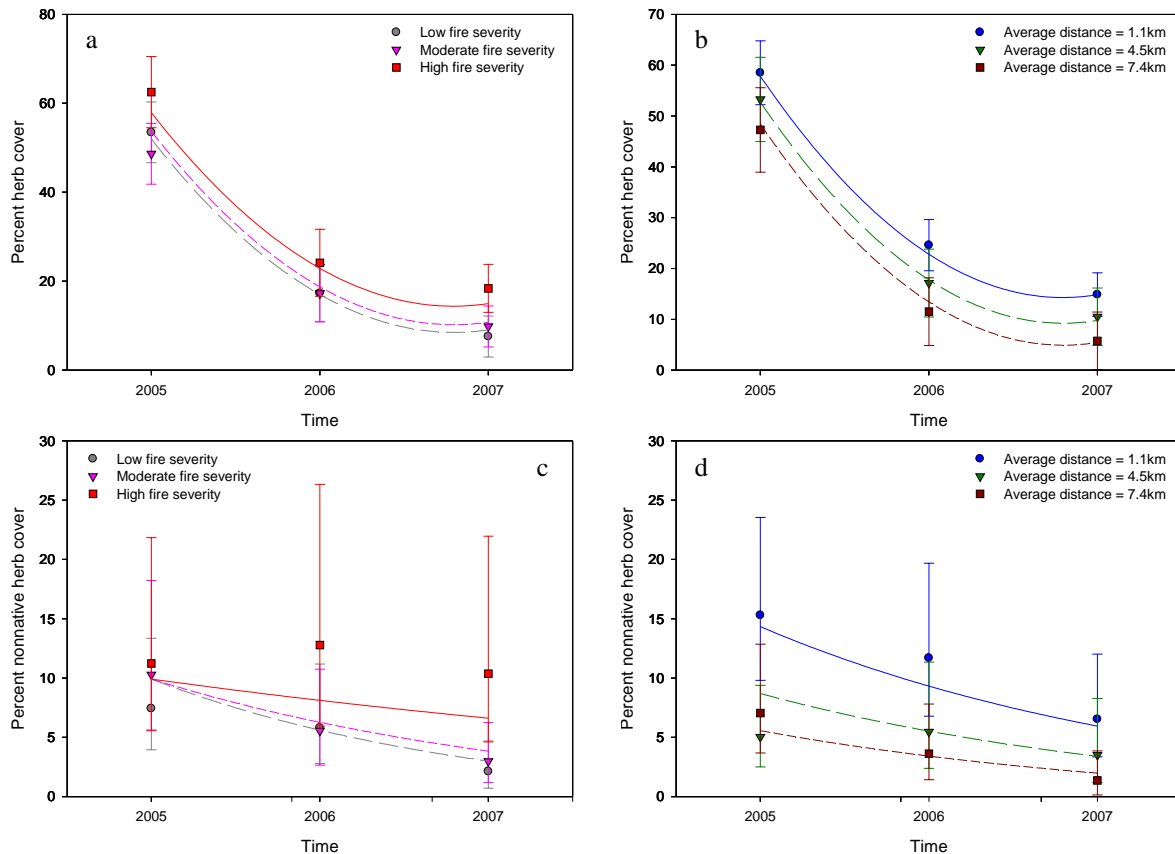 a
Low fire severity
Moderate fire severity
High fire severity
Percent herb cover
80
60
40
20
0
2005
2006
2007
Time
b
Average distance = 1.1km
Average distance = 4.5km
Average distance = 7.4km
Percent herb cover
70
60
50
40
30
20
10
0
2005
2006
2007
Time
c
Low fire severity
Moderate fire severity
High fire severity
Percent nonnative herb cover
30
25
20
15
10
5
0
2005
2006
2007
Time
d
Average distance = 1.1km
Average distance = 4.5km
Average distance = 7.4km
Percent nonnative herb cover
30
25
20
15
10
5
0
2005
2006
2007
Time